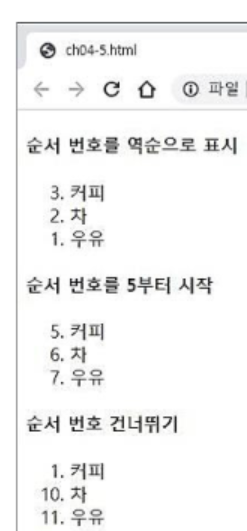 ch04-5.html
파일
순서 번호를 역순으로 표시
3. 커피
2. 차
1. 우유
순서 번호를 5부터 시작
5. 커피
6. 차
7. 우유
순서 번호 건너뛰기
1. 커피
10. 차
11. 우유